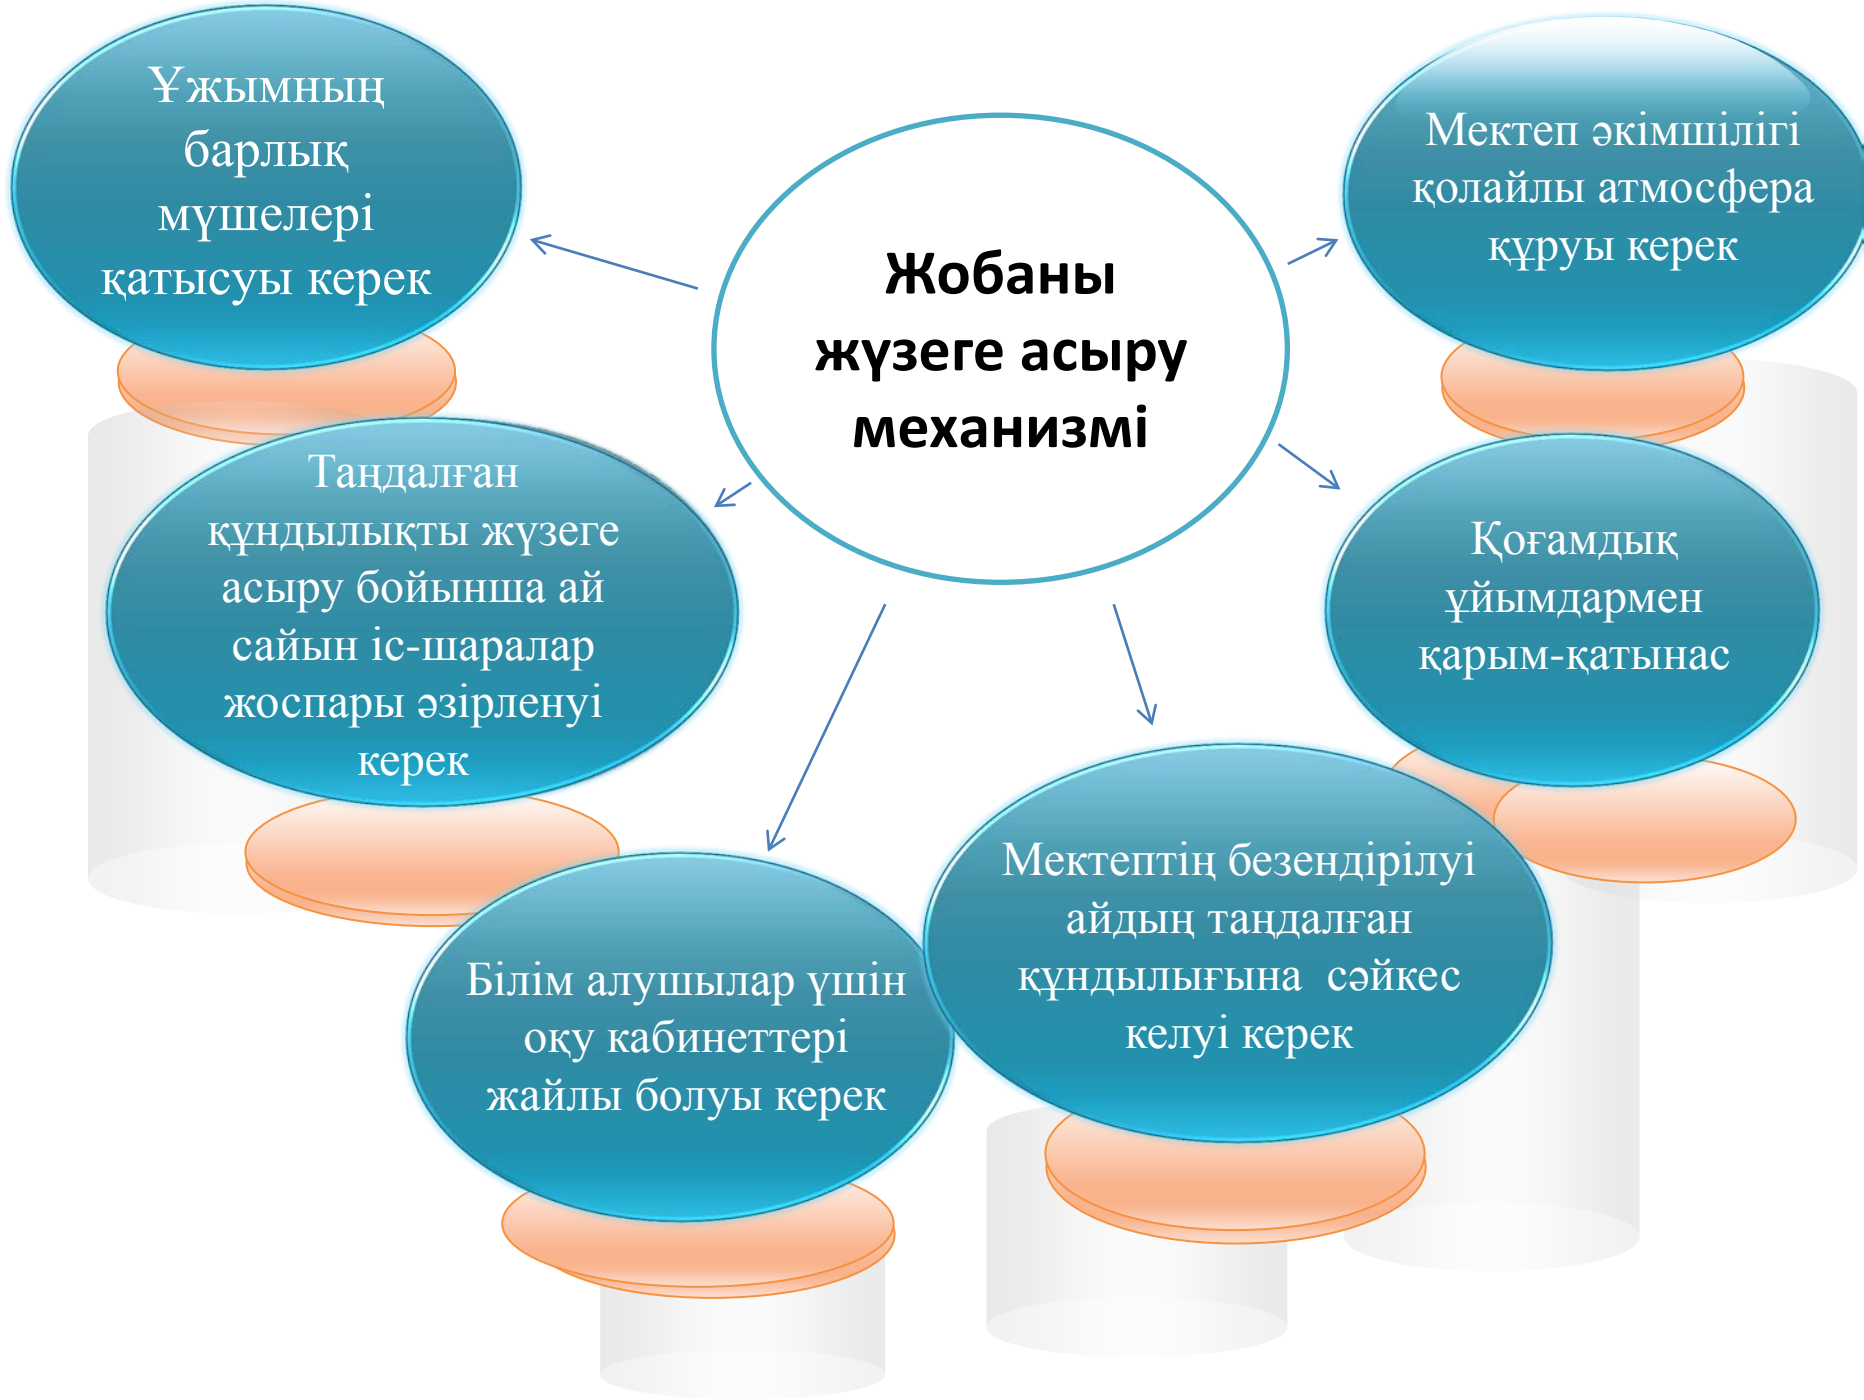 Ұжымның
барлық
мүшелері
қатысуы керек
Жобаны
жүзеге асыру
механизмі
Мектеп әкімшілігі
қолайлы атмосфера
құруы керек
Таңдалған
құндылықты жүзеге
асыру бойынша ай
сайын іс-шаралар
жоспары әзірленуі
керек
Қоғамдық
ұйымдармен
қарым-қатынас
Білім алушылар үшін
оқу кабинеттері
жайлы болуы керек
Мектептің безендірілуі
айдың таңдалған
құндылығына  сәйкес
келуі керек